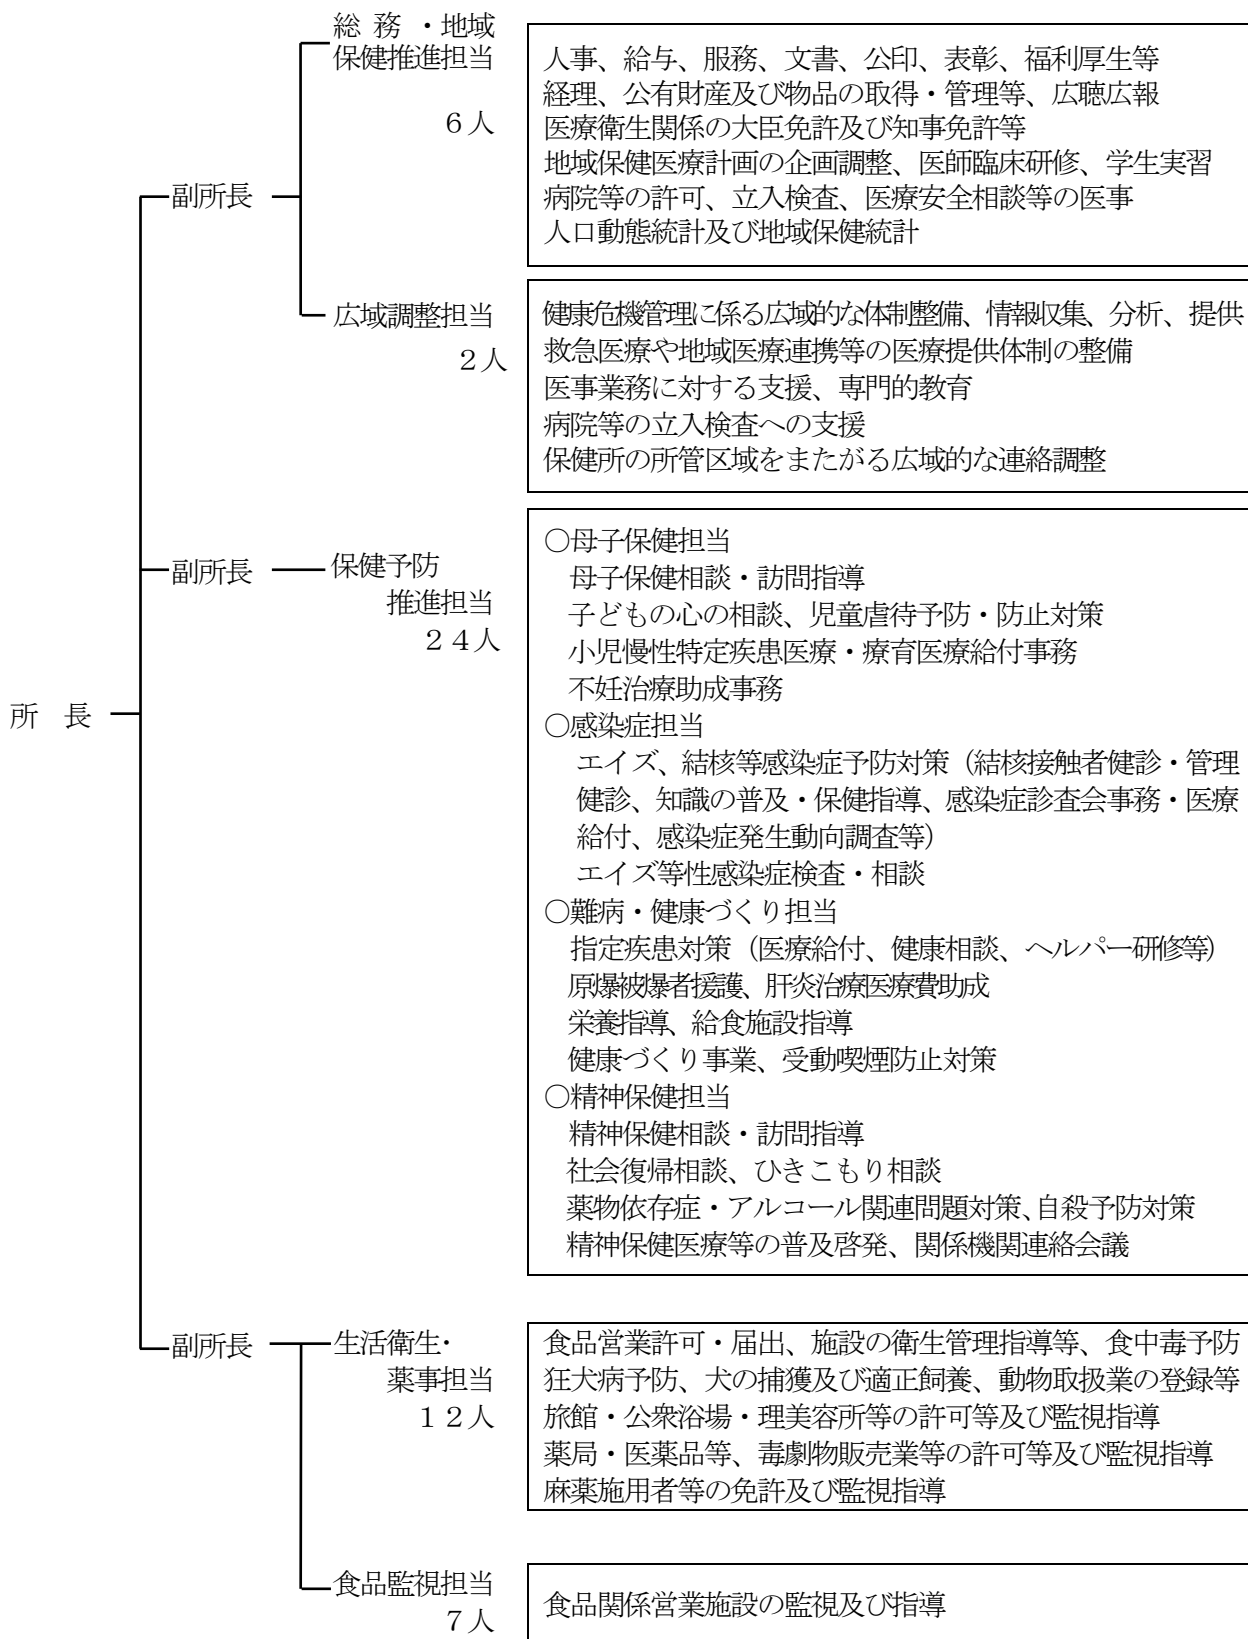 所　長
副所長
総 務 ・地域
保健推進担当
６人
人事、給与、服務、文書、公印、表彰、福利厚生等
経理、公有財産及び物品の取得・管理等、広聴広報
医療衛生関係の大臣免許及び知事免許等
地域保健医療計画の企画調整、医師臨床研修、学生実習
病院等の許可、立入検査、医療安全相談等の医事
人口動態統計及び地域保健統計
広域調整担当
２人
健康危機管理に係る広域的な体制整備、情報収集、分析、提供
救急医療や地域医療連携等の医療提供体制の整備
医事業務に対する支援、専門的教育
病院等の立入検査への支援
保健所の所管区域をまたがる広域的な連絡調整
副所長
保健予防
推進担当
２４人
〇母子保健担当
母子保健相談・訪問指導
子どもの心の相談、児童虐待予防・防止対策
小児慢性特定疾患医療・療育医療給付事務
不妊治療助成事務
〇感染症担当
エイズ、結核等感染症予防対策（結核接触者健診・管理
健診、知識の普及・保健指導、感染症診査会事務・医療
給付、感染症発生動向調査等）
エイズ等性感染症検査・相談
〇難病・健康づくり担当
指定疾患対策（医療給付、健康相談、ヘルパー研修等）
原爆被爆者援護、肝炎治療医療費助成
栄養指導、給食施設指導
健康づくり事業、受動喫煙防止対策
〇精神保健担当
精神保健相談・訪問指導
社会復帰相談、ひきこもり相談
薬物依存症・アルコール関連問題対策、自殺予防対策
精神保健医療等の普及啓発、関係機関連絡会議
副所長
生活衛生・
薬事担当
１２人
食品営業許可・届出、施設の衛生管理指導等、食中毒予防
狂犬病予防、犬の捕獲及び適正飼養、動物取扱業の登録等
旅館・公衆浴場・理美容所等の許可等及び監視指導
薬局・医薬品等、毒劇物販売業等の許可等及び監視指導
麻薬施用者等の免許及び監視指導
食品監視担当
７人
食品関係営業施設の監視及び指導